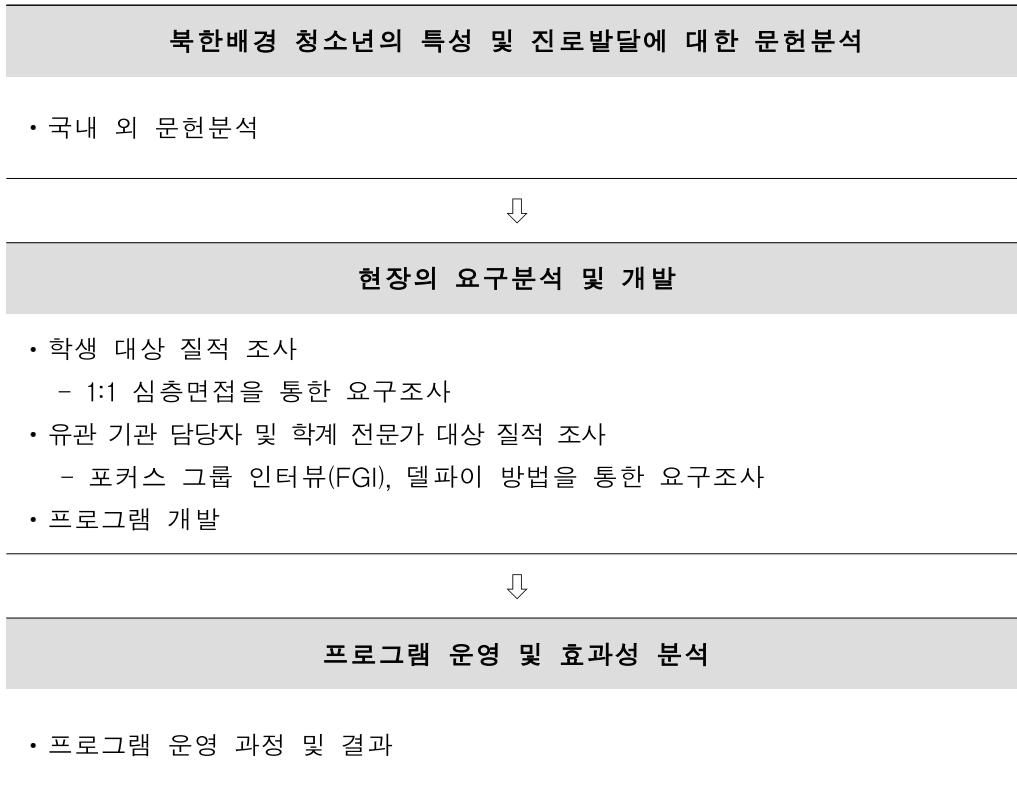 북한배경 청소년의 특성 및 진로발달에 대한 문헌분석
• 국내 외 문헌분석
⇩
현장의 요구분석 및 개발
• 학생 대상 질적 조사
– 1:1 심층면접을 통한 요구조사
• 유관 기관 담당자 및 학계 전문가 대상 질적 조사
– 포커스 그룹 인터뷰(FGI), 델파이 방법을 통한 요구조사
• 프로그램 개발
⇩
프로그램 운영 및 효과성 분석
• 프로그램 운영 과정 및 결과